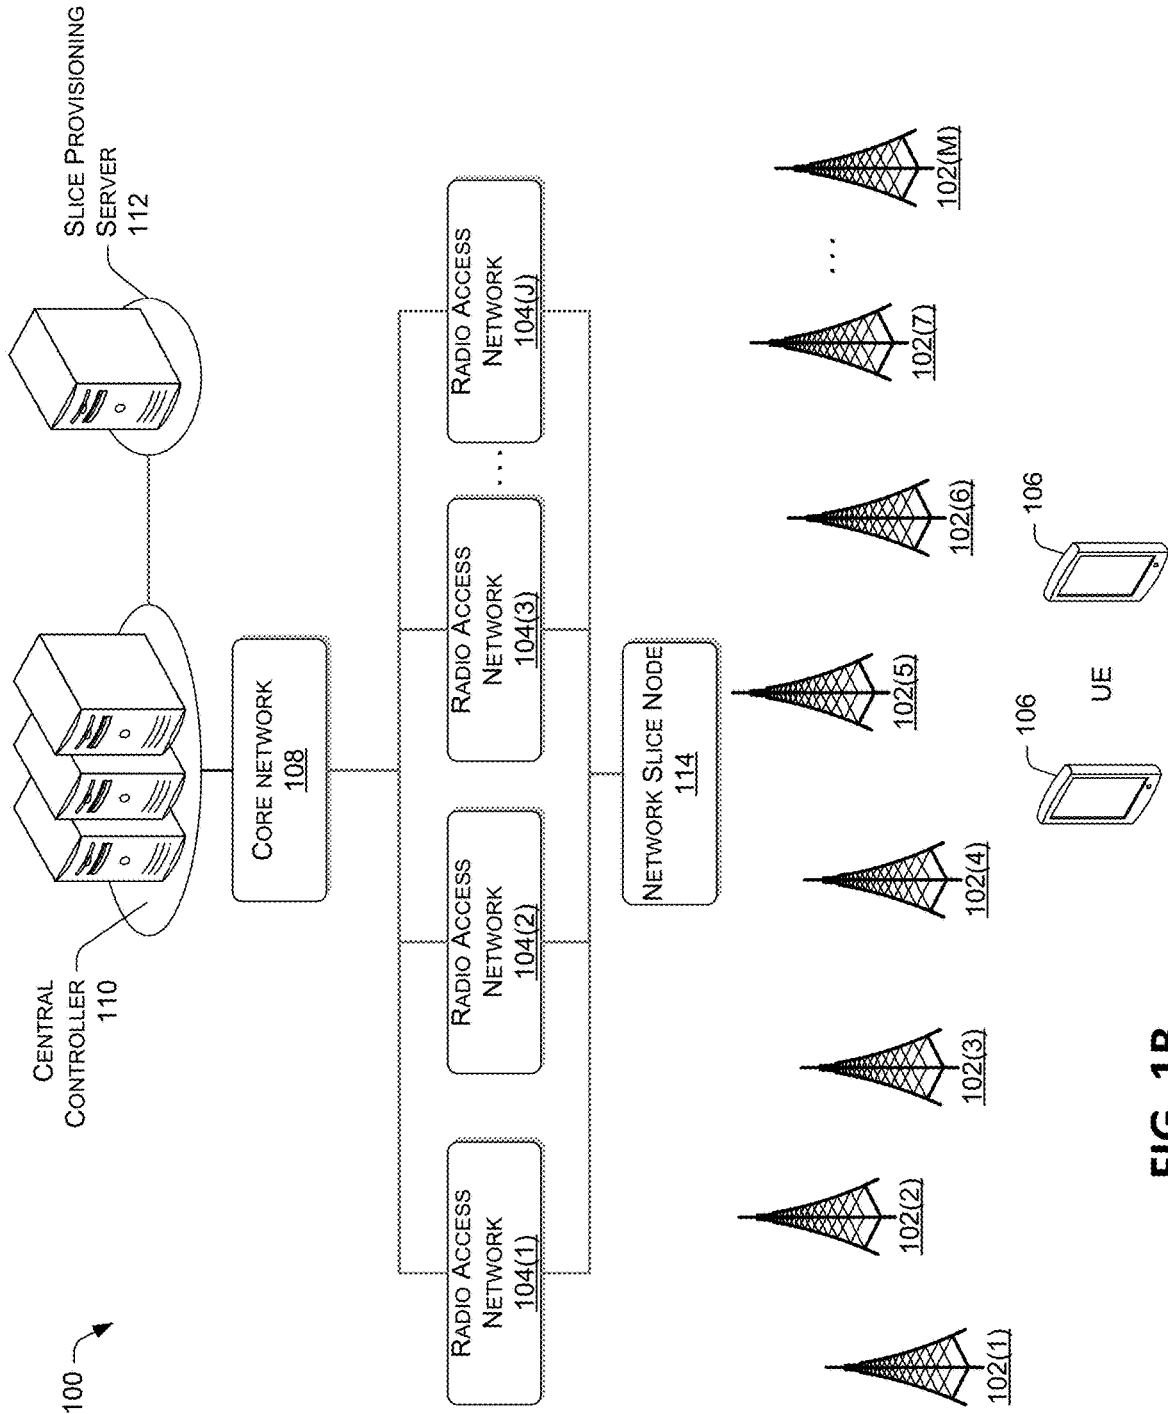 100
CENTRAL
CONTROLLER
110
SLICE PROVISIONING
SERVER
112
CORE NETWORK
108
RADIO ACCESS
NETWORK
104(1)
RADIO ACCESS
NETWORK
104(2)
RADIO ACCESS
NETWORK
104(3)
...
RADIO ACCESS
NETWORK
104(J)
NETWORK SLICE NODE
114
102(1)
102(2)
102(3)
102(4)
102(5)
102(6)
102(7)
...
102(M)
106
106
UE
FIG. 1B